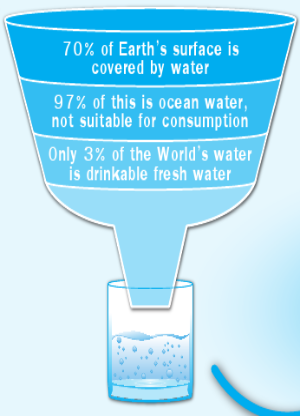 70% of Earth's surface is
covered by water
97% of this is ocean water,
not suitable for consumption
Only 3% of the World's water
is drinkable fresh water